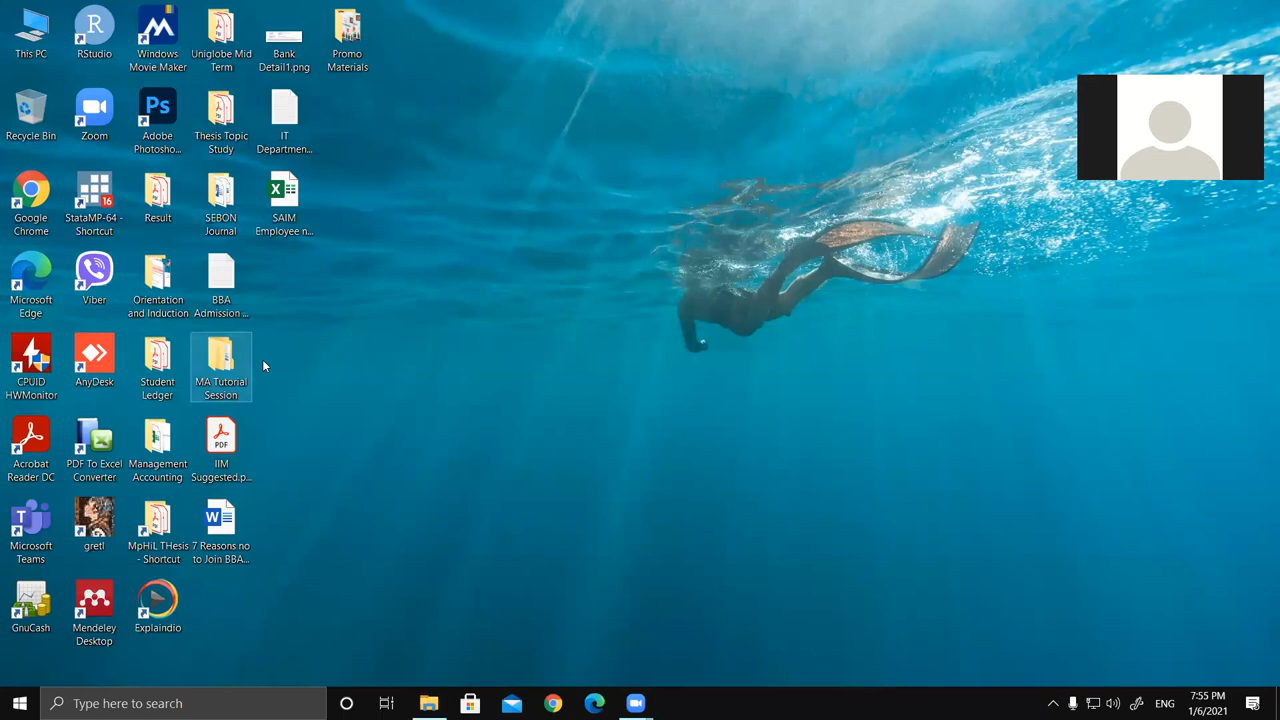 This PC
RStudio
Windows
Movie Maker
Uniglobe Mid
Term
Bank
Detail1.png
Promo
Materials
Recycle Bin
Zoom
Ps
Adobe
Photosho...
Thesis Topic
Study
IT
Departmen...
Google
Chrome
16
StataMP-64 -
Shortcut
Result
SEBON
Journal
X
SAIM
Employee n...
Microsoft
Edge
Viber
Orientation
and Induction
BBA
Admission ...
CPUID
HWMonitor
AnyDesk
Student
Ledger
MA Tutorial
Session
Acrobat
Reader DC
PDF To Excel
Converter
Management
Accounting
PDF
IIM
Suggested.p...
Microsoft
Teams
gretl
MpHiL THesis
- Shortcut
W
7 Reasons no
to Join BBA...
GnuCash
Mendeley
Desktop
Explaindio
Type here to search
ENG
7:55 PM
1/6/2021